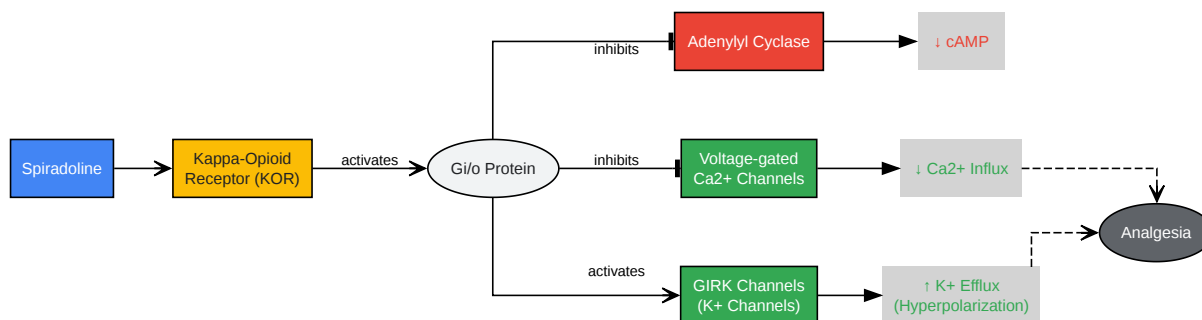 inhibits
Adenylyl Cyclase
↓ cAMP
Spiradoline
Kappa-Opioid
Receptor (KOR)
activates
Gi/o Protein
inhibits
Voltage-gated
Ca2+ Channels
↓ Ca2+ Influx
Analgesia
activates
GIRK Channels
(K+ Channels)
↑ K+ Efflux
(Hyperpolarization)